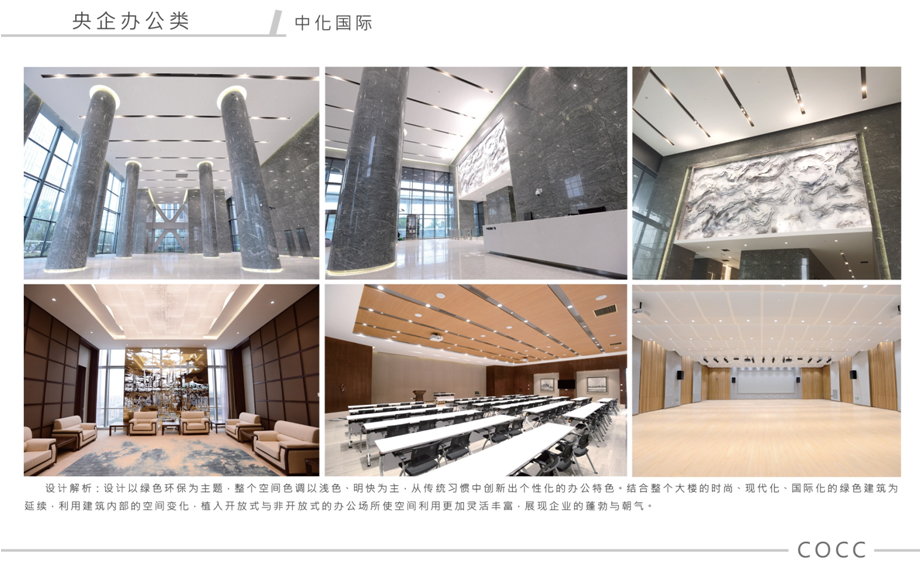 央企办公类
中化国际
设计解析：设计以绿色环保为主题，整个空间色调以浅色、明快为主，从传统习惯中创新出个性化的办公特色。结合整个大楼的时尚、现代化、国际化的绿色建筑为
延续，利用建筑内部的空间变化，植入开放式与非开放式的办公场所使空间利用更加灵活丰富，展现企业的蓬勃与朝气。
COCC